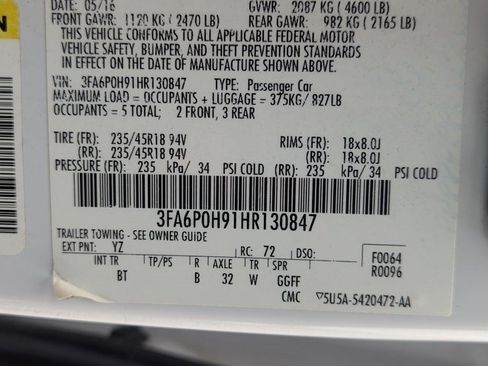 DATE: 05/16 GVWR: 2087 KG ( 4600 LB)
FRONT GAWR: 1120 KG ( 2470 LB) REAR GAWR: 982 KG ( 2165 LB)
THIS VEHICLE CONFORMS TO ALL APPLICABLE FEDERAL MOTOR
VEHICLE SAFETY, BUMPER, AND THEFT PREVENTION STANDARDS
IN EFFECT ON THE DATE OF MANUFACTURE SHOWN ABOVE.
VIN: 3FA6P0H91HR130847 TYPE: Passenger Car
MAXIMUM LOAD = OCCUPANTS + LUGGAGE = 375KG/ 827LB
OCCUPANTS = 5 TOTAL: 2 FRONT, 3 REAR
TIRE (FR): 235/45R18 94V RIMS (FR): 18x8.0J
(RR): 235/45R18 94V (RR): 18x8.0J
PRESSURE (FR): 235 kPa/ 34 PSI COLD (RR): 235 kPa/ 34 PSI COLD
3FA6P0H91HR130847
TRAILER TOWING - SEE OWNER GUIDE
EXT PNT: YZ RC: 72 DSO: F0064
R0096
INT TR TP/PS R AXLE TR SPR
BT B 32 W GGFF
CMC ▽5U5A-5420472-AA